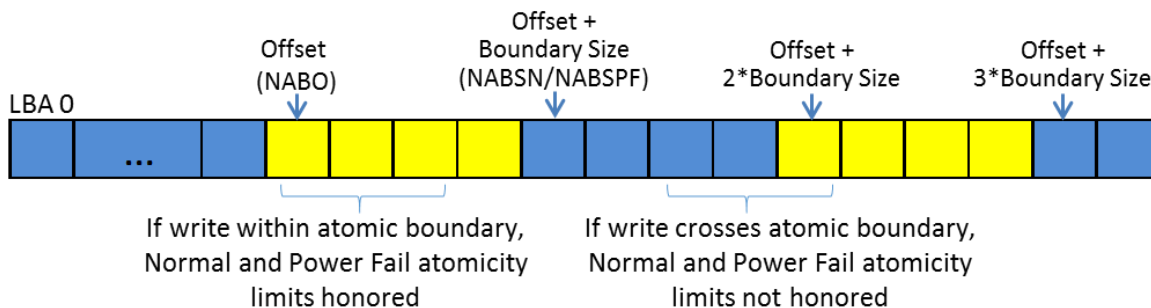 Offset
(NABO)
Offset +
Boundary Size
(NABSN/NABSPF)
Offset +
2*Boundary Size
Offset +
3*Boundary Size
LBA 0
...
If write within atomic boundary,
Normal and Power Fail atomicity
limits honored
If write crosses atomic boundary,
Normal and Power Fail atomicity
limits not honored